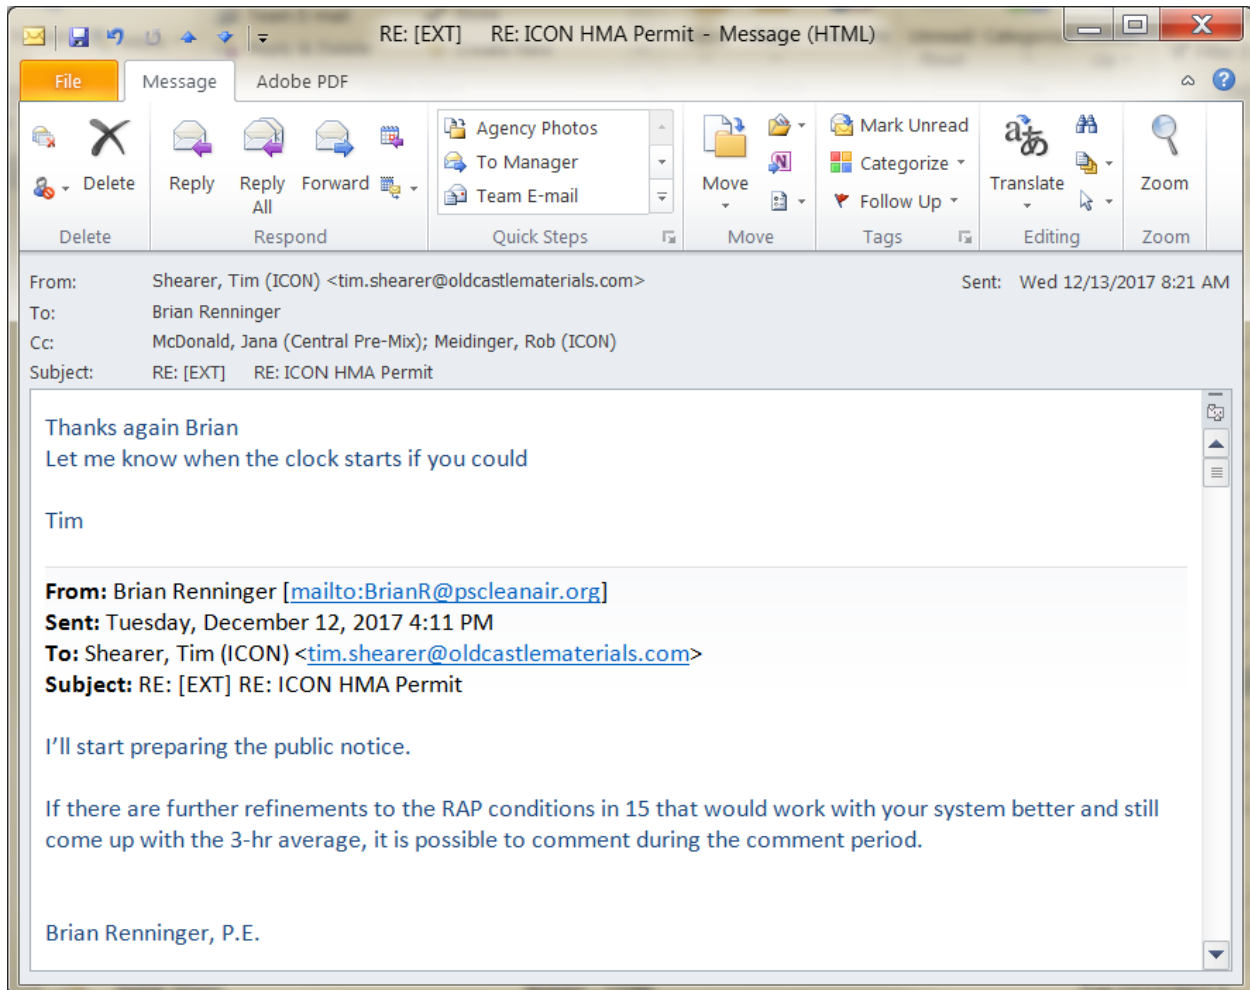 RE: [EXT] RE: ICON HMA Permit - Message (HTML)
File Message Adobe PDF
Delete
Reply
Reply All
Forward
Agency Photos
To Manager
Team E-mail
Move
Mark Unread
Categorize
Follow Up
Translate
Zoom
Delete Respond Quick Steps Move Tags Editing Zoom
From: Shearer, Tim (ICON) <tim.shearer@oldcastlematerials.com> Sent: Wed 12/13/2017 8:21 AM
To: Brian Renninger
Cc: McDonald, Jana (Central Pre-Mix); Meidinger, Rob (ICON)
Subject: RE: [EXT] RE: ICON HMA Permit
Thanks again Brian
Let me know when the clock starts if you could
Tim
From: Brian Renninger [mailto:BrianR@pscleanair.org]
Sent: Tuesday, December 12, 2017 4:11 PM
To: Shearer, Tim (ICON) <tim.shearer@oldcastlematerials.com>
Subject: RE: [EXT] RE: ICON HMA Permit
I'll start preparing the public notice.
If there are further refinements to the RAP conditions in 15 that would work with your system better and still
come up with the 3-hr average, it is possible to comment during the comment period.
Brian Renninger, P.E.